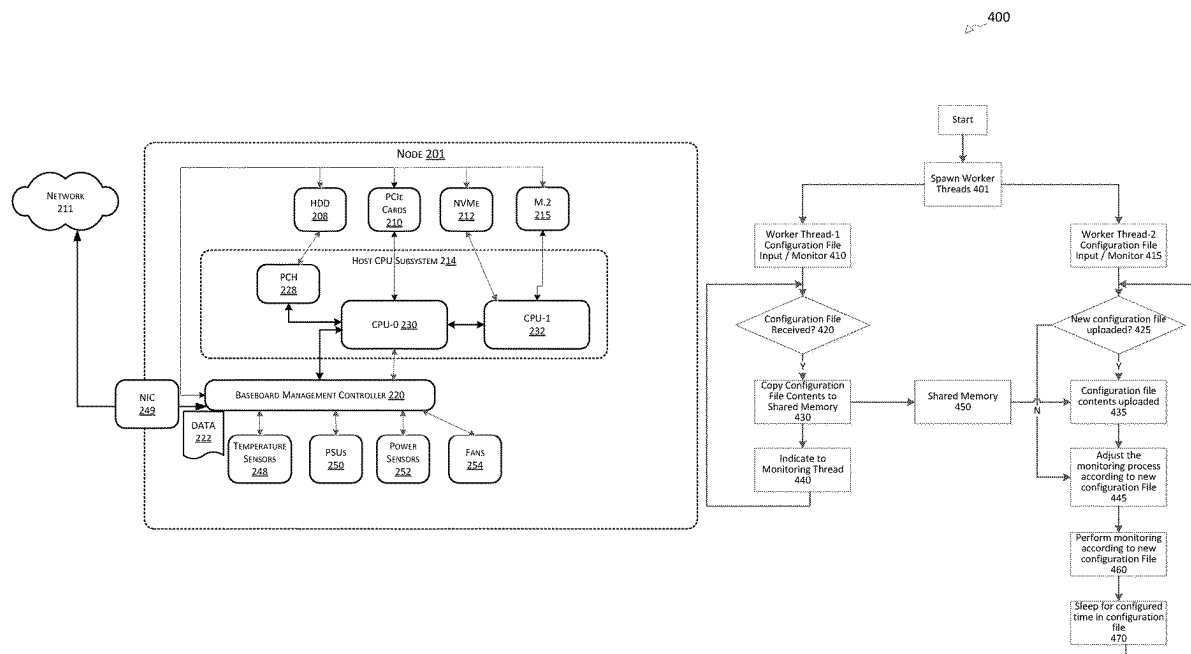 400
NODE 201
NETWORK
211
HDD
208
PCIE
CARDS
210
NVME
212
M.2
215
HOST CPU SUBSYSTEM 214
PCH
228
CPU-0 230
CPU-1
232
NIC
249
BASEBOARD MANAGEMENT CONTROLLER 220
DATA
222
TEMPERATURE
SENSORS
248
PSUS
250
POWER
SENSORS
252
FANS
254
Start
Spawn Worker
Threads 401
Worker Thread-1
Configuration File
Input / Monitor 410
Worker Thread-2
Configuration File
Input / Monitor 415
Configuration File
Received? 420
New configuration file
uploaded? 425
Y
Y
Copy Configuration
File Contents to
Shared Memory
430
Shared Memory
450
N
Configuration file
contents uploaded
435
Indicate to
Monitoring Thread
440
Adjust the
monitoring process
according to new
configuration File
445
Perform monitoring
according to new
configuration File
460
Sleep for configured
time in configuration
file
470